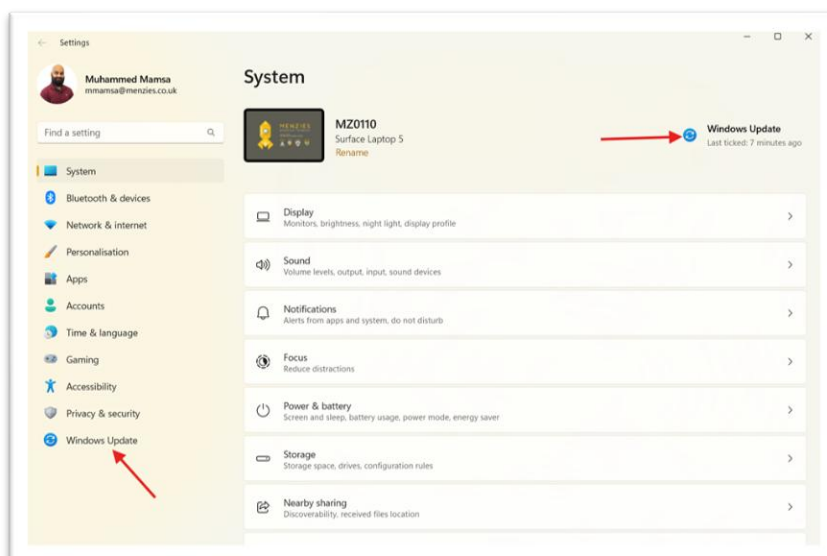 Settings
Muhammed Mamsa
mmamsa@menzies.co.uk
Find a setting
System
Bluetooth & devices
Network & internet
Personalisation
Apps
Accounts
Time & language
Gaming
Accessibility
Privacy & security
Windows Update
System
MENZIES
MZ0110
Surface Laptop 5
Rename
Windows Update
Last ticked: 7 minutes ago
Display
Monitors, brightness, night light, display profile
Sound
Volume levels, output, input, sound devices
Notifications
Alerts from apps and system, do not disturb
Focus
Reduce distractions
Power & battery
Screen and sleep, battery usage, power mode, energy saver
Storage
Storage space, drives, configuration rules
Nearby sharing
Discoverability, received files location